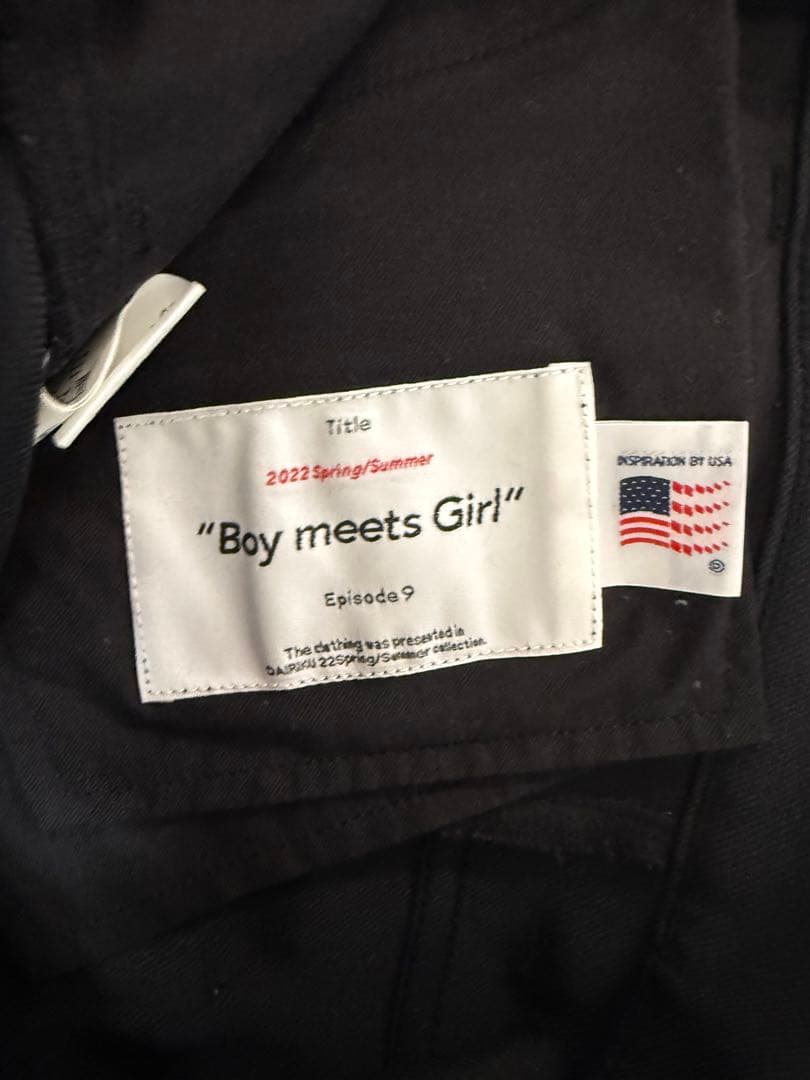 Title
2022 Spring/Summer
“Boy meets Girl“
Episode 9
The clothing was presented in
DAIRIKU 22Spring/Summer collection.
INSPIRATION BY USA